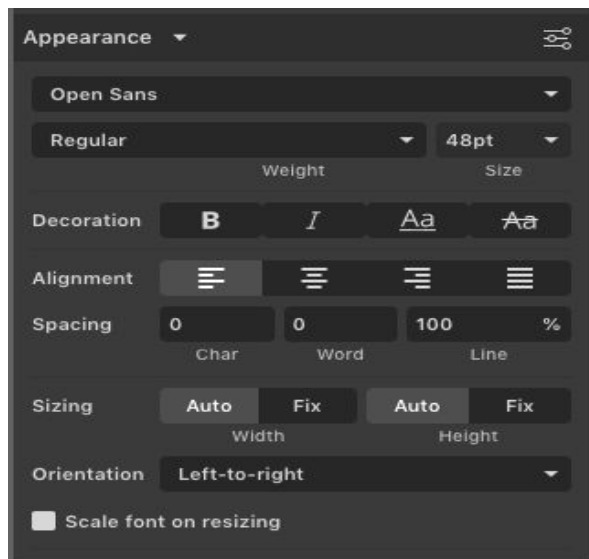 Appearance
Open Sans
Regular 48pt
Weight Size
Decoration B I Aa Aa
Alignment
Spacing 0 0 100 %
Char Word Line
Sizing Auto Fix Auto Fix
Width Height
Orientation Left-to-right
Scale font on resizing